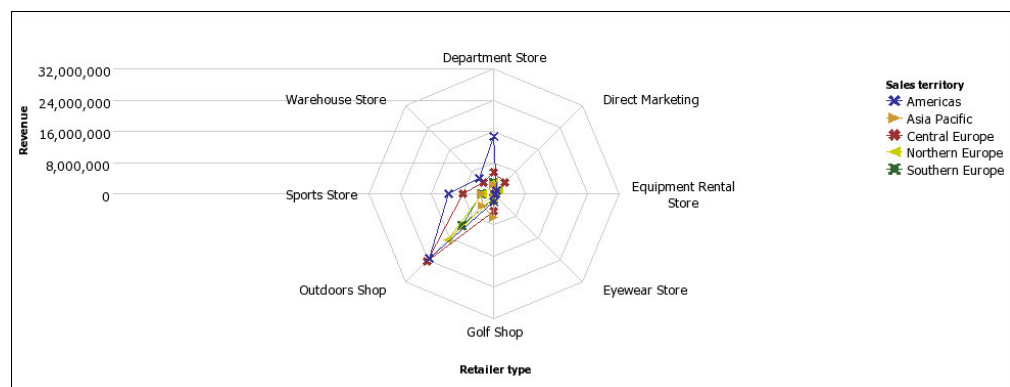 Department Store
32,000,000
Warehouse Store
Direct Marketing
24,000,000
Revenue
16,000,000
8,000,000
0
Sports Store
Equipment Rental
Store
Outdoors Shop
Eyewear Store
Golf Shop
Retailer type
Sales territory
Americas
Asia Pacific
Central Europe
Northern Europe
Southern Europe